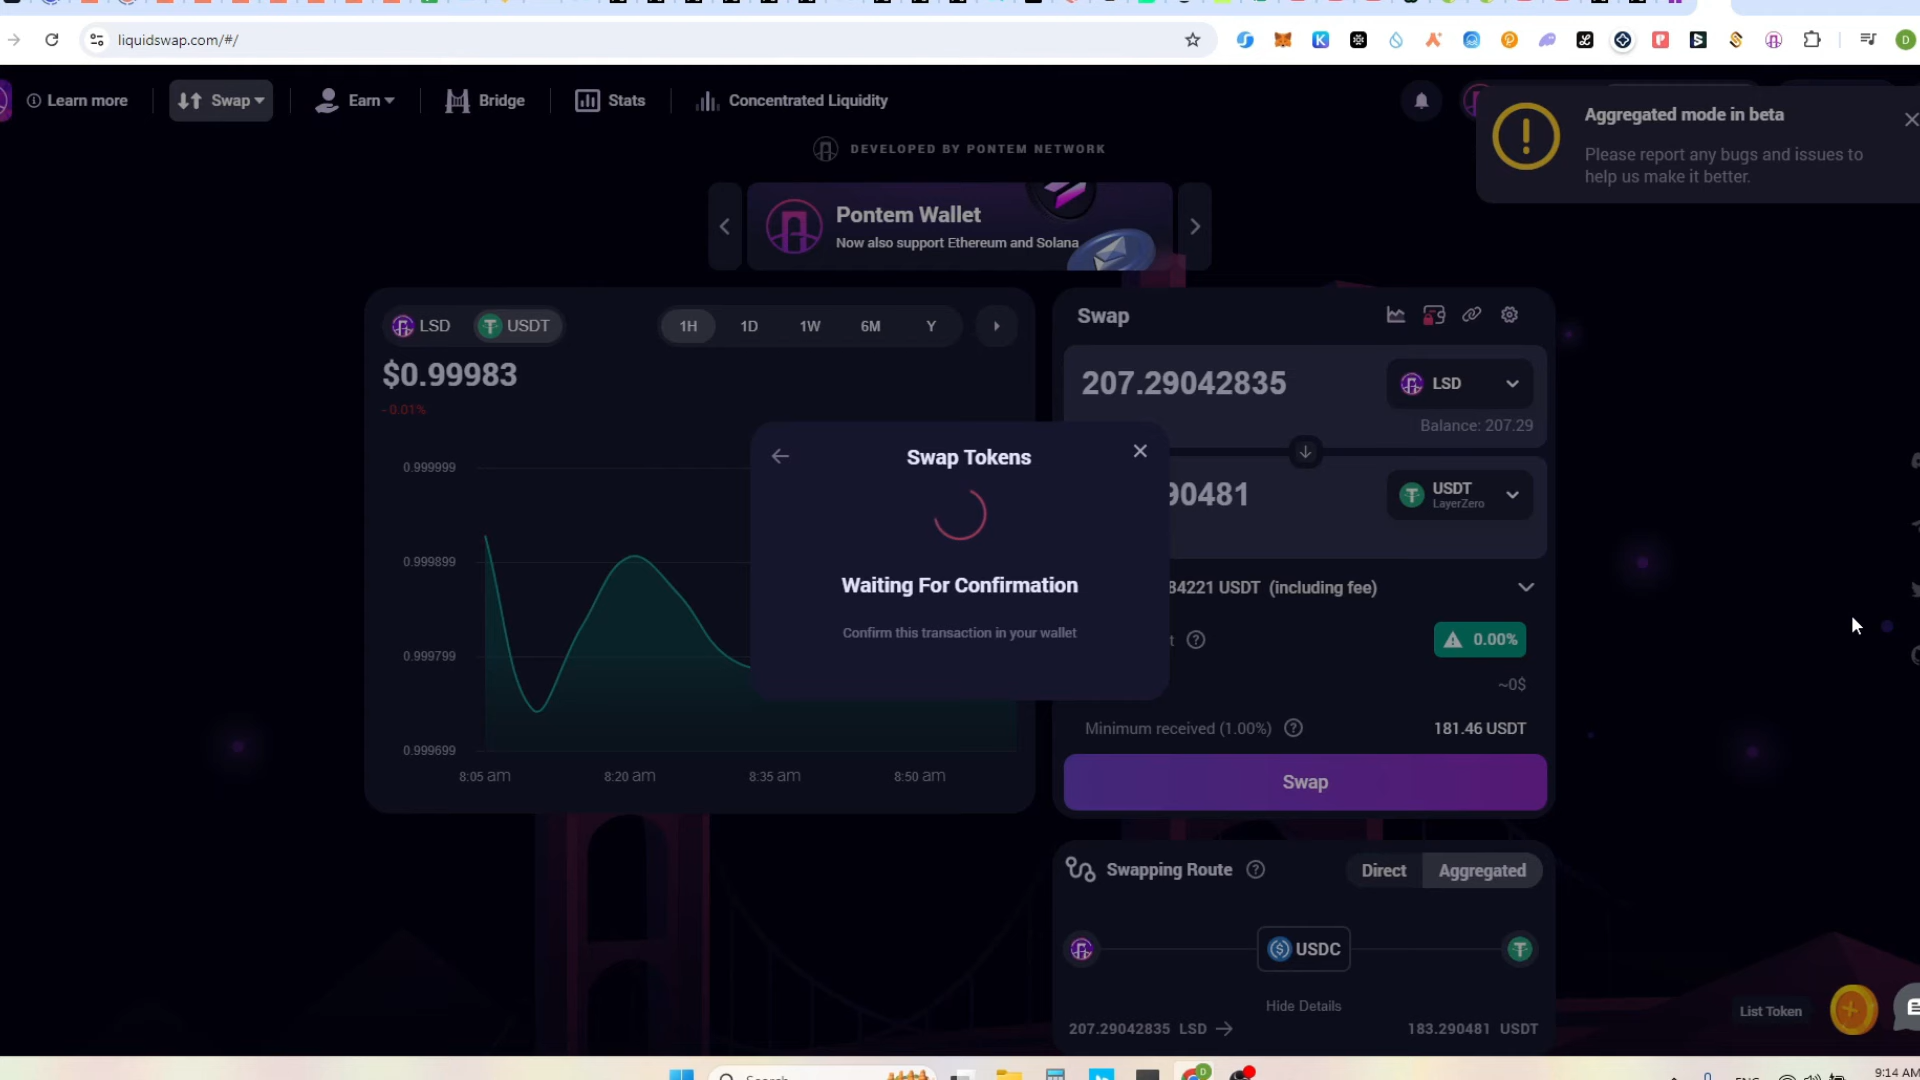 liquidswap.com/#/
Learn more
Swap
Earn
Bridge
Stats
Concentrated Liquidity
Aggregated mode in beta
Please report any bugs and issues to
help us make it better.
DEVELOPED BY PONTEM NETWORK
Pontem Wallet
Now also support Ethereum and Solana
LSD
USDT
1H
1D
1W
6M
Y
$0.99983
-0.01%
0.999999
0.999899
0.999799
0.999699
8:05 am
8:20 am
8:35 am
8:50 am
Swap Tokens
Waiting For Confirmation
Confirm this transaction in your wallet
Swap
207.29042835
LSD
Balance: 207.29
90481
USDT
LayerZero
84221 USDT (including fee)
0.00%
~0$
Minimum received (1.00%)
181.46 USDT
Swap
Swapping Route
Direct
Aggregated
USDC
Hide Details
207.29042835 LSD
183.290481 USDT
List Token
Search
9:14 AM